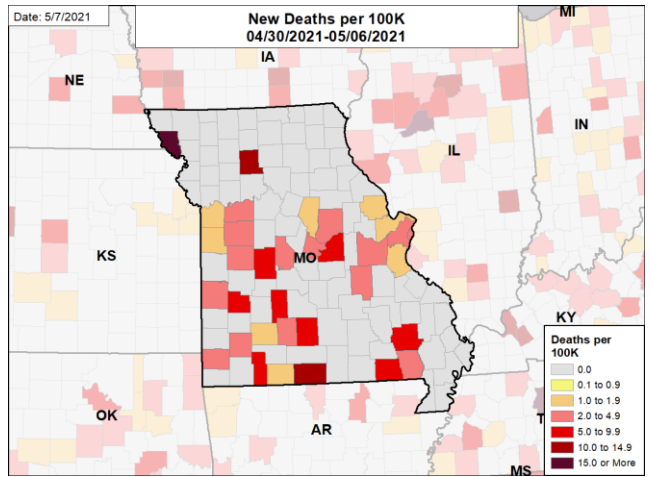 Date: 5/7/2021
New Deaths per 100K
04/30/2021-05/06/2021
MI
IA
NE
IL
IN
KS
MO
KY
OK
AR
T
MS
Deaths per
100K
0.0
0.1 to 0.9
1.0 to 1.9
2.0 to 4.9
5.0 to 9.9
10.0 to 14.9
15.0 or More